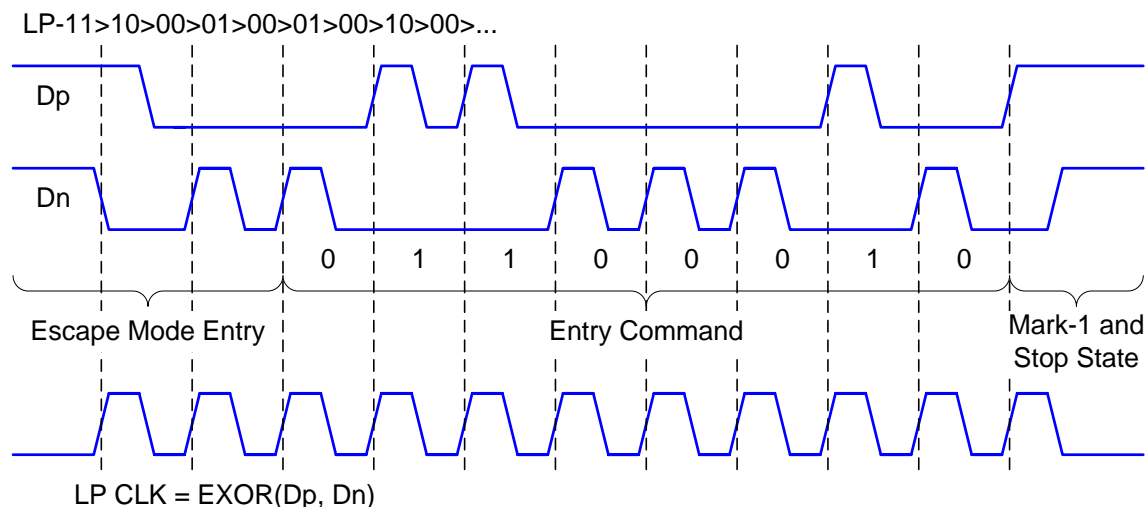 LP-11>10>00>01>00>01>00>10>00>...
Dp
Dn
0 1 1 0 0 0 1 0
Escape Mode Entry
Entry Command
Mark-1 and
Stop State
LP CLK = EXOR(Dp, Dn)